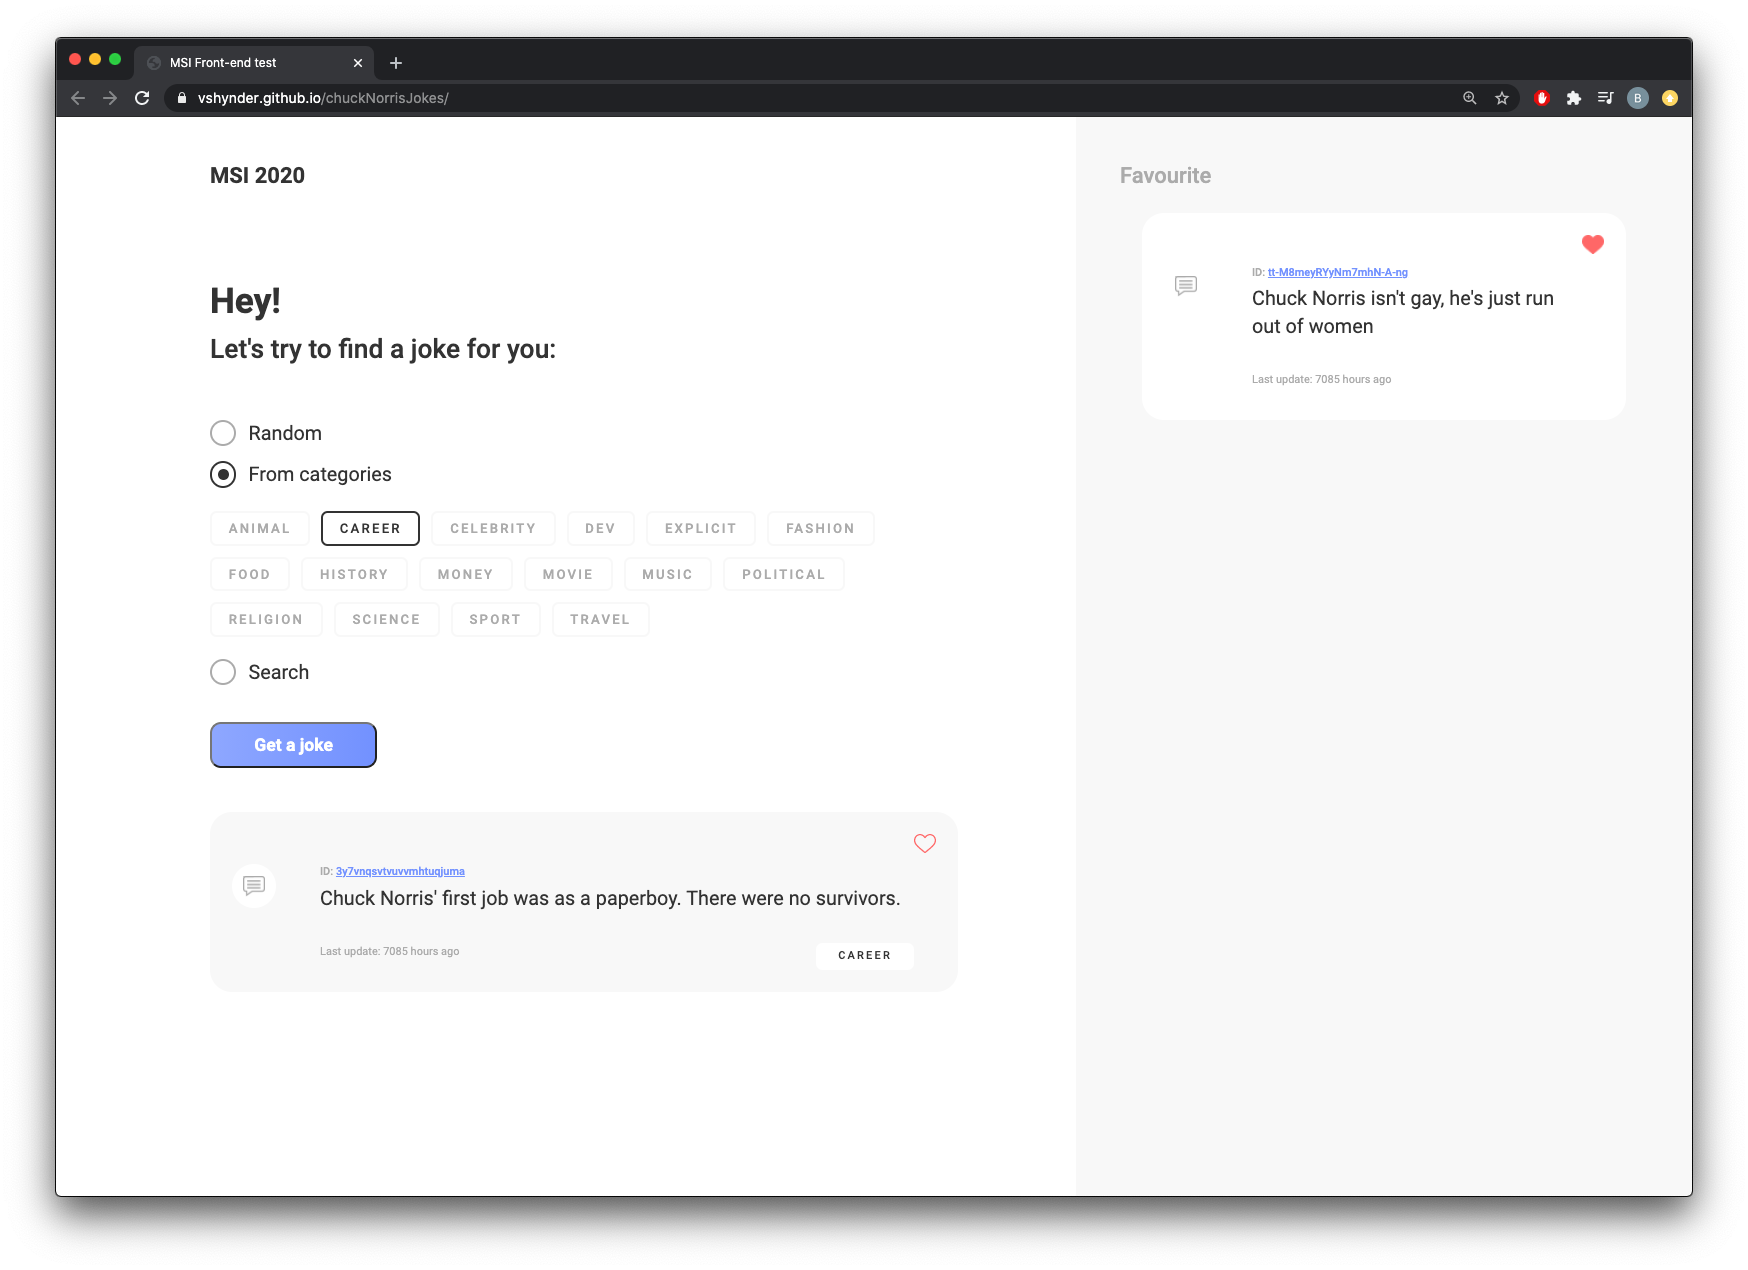 MSI Front-end test
vshynder.github.io/chuckNorrisJokes/
B
MSI 2020
Hey!
Let's try to find a joke for you:
Random
From categories
ANIMAL CAREER CELEBRITY DEV EXPLICIT FASHION
FOOD HISTORY MONEY MOVIE MUSIC POLITICAL
RELIGION SCIENCE SPORT TRAVEL
Search
Get a joke
ID: 3y7vnqsvtvuvvmhtuqjuma
Chuck Norris' first job was as a paperboy. There were no survivors.
Last update: 7085 hours ago
CAREER
Favourite
ID: tt-M8meyRYyNm7mhN-A-ng
Chuck Norris isn't gay, he's just run
out of women
Last update: 7085 hours ago